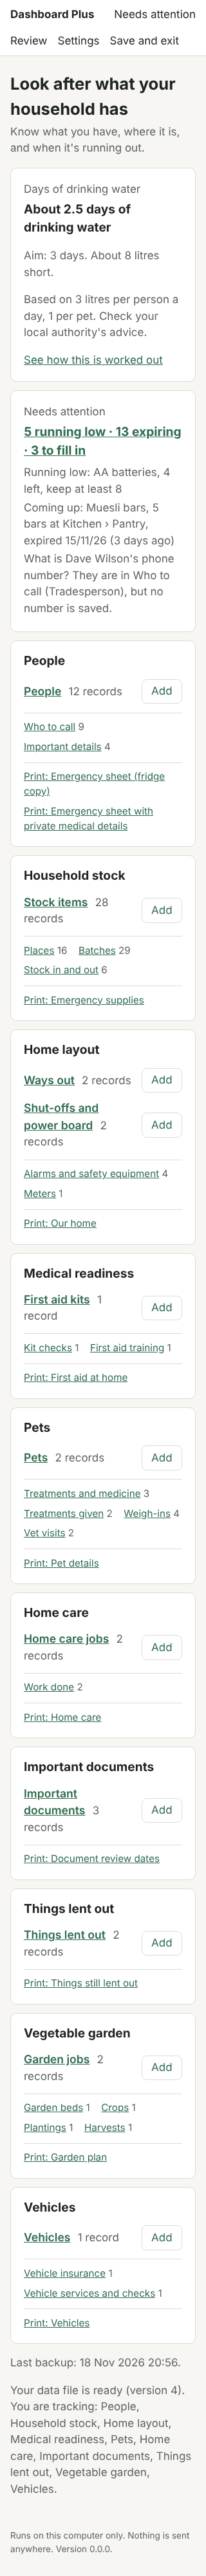 Dashboard Plus Needs attention
Review Settings Save and exit
Look after what your
household has
Know what you have, where it is,
and when it's running out.
Days of drinking water
About 2.5 days of
drinking water
Aim: 3 days. About 8 litres
short.
Based on 3 litres per person a
day, 1 per pet. Check your
local authority's advice.
See how this is worked out
Needs attention
5 running low · 13 expiring
· 3 to fill in
Running low: AA batteries, 4
left, keep at least 8
Coming up: Muesli bars, 5
bars at Kitchen › Pantry,
expired 15/11/26 (3 days ago)
What is Dave Wilson's phone
number? They are in Who to
call (Tradesperson), but no
number is saved.
People
People 12 records Add
Who to call 9
Important details 4
Print: Emergency sheet (fridge
copy)
Print: Emergency sheet with
private medical details
Household stock
Stock items 28
records
Add
Places 16 Batches 29
Stock in and out 6
Print: Emergency supplies
Home layout
Ways out 2 records Add
Shut-offs and
power board 2
records
Add
Alarms and safety equipment 4
Meters 1
Print: Our home
Medical readiness
First aid kits 1
record
Add
Kit checks 1 First aid training 1
Print: First aid at home
Pets
Pets 2 records Add
Treatments and medicine 3
Treatments given 2 Weigh-ins 4
Vet visits 2
Print: Pet details
Home care
Home care jobs 2
records
Add
Work done 2
Print: Home care
Important documents
Important
documents 3
records
Add
Print: Document review dates
Things lent out
Things lent out 2
records
Add
Print: Things still lent out
Vegetable garden
Garden jobs 2
records
Add
Garden beds 1 Crops 1
Plantings 1 Harvests 1
Print: Garden plan
Vehicles
Vehicles 1 record Add
Vehicle insurance 1
Vehicle services and checks 1
Print: Vehicles
Last backup: 18 Nov 2026 20:56.
Your data file is ready (version 4).
You are tracking: People,
Household stock, Home layout,
Medical readiness, Pets, Home
care, Important documents, Things
lent out, Vegetable garden,
Vehicles.
Runs on this computer only. Nothing is sent
anywhere. Version 0.0.0.